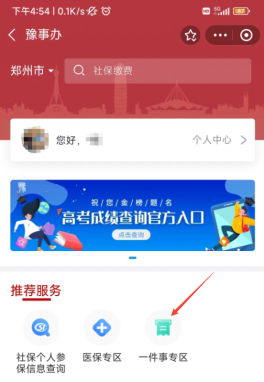 下午4:54 | 0.1K/s
豫事办
郑州市
社保缴费
您好，
个人中心
祝/您/金/榜/题/名
高考成绩查询官方入口
点击查询
推荐服务
社保个人参
保信息查询
医保专区
一件事专区